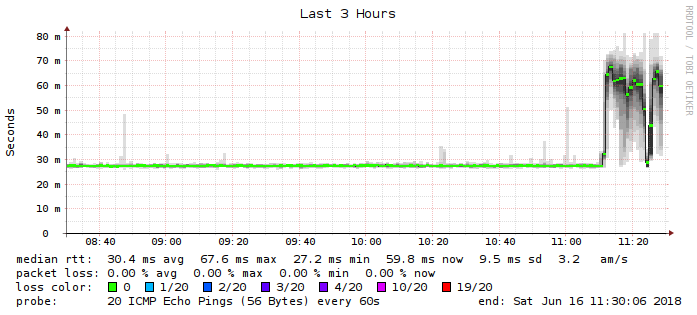 Last 3 Hours
RRDTOOL / TOBI OETIKER
Seconds
80 m
70 m
60 m
50 m
40 m
30 m
20 m
10 m
0
08:40 09:00 09:20 09:40 10:00 10:20 10:40 11:00 11:20
median rtt: 30.4 ms avg 67.6 ms max 27.2 ms min 59.8 ms now 9.5 ms sd 3.2 am/s
packet loss: 0.00 % avg 0.00 % max 0.00 % min 0.00 % now
loss color: 0 1/20 2/20 3/20 4/20 10/20 19/20
probe: 20 ICMP Echo Pings (56 Bytes) every 60s end: Sat Jun 16 11:30:06 2018